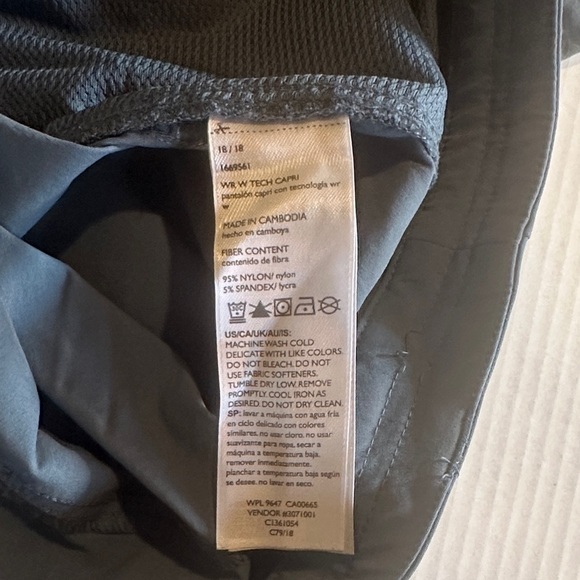 18 / 18
1669561
WR W TECH CAPRI
pantalón capri con tecnología wr
w
MADE IN CAMBODIA
hecho en camboya
FIBER CONTENT
contenido de fibra
95% NYLON/ nylon
5% SPANDEX/ lycra
US/CA/UK/AU/IS:
MACHINE WASH COLD
DELICATE WITH LIKE COLORS.
DO NOT BLEACH. DO NOT
USE FABRIC SOFTENERS.
TUMBLE DRY LOW. REMOVE
PROMPTLY. COOL IRON AS
DESIRED. DO NOT DRY CLEAN.
SP: lavar a máquina con agua fría
en ciclo delicado con colores
similares. no usar cloro. no usar
suavizante para ropa. secar a
máquina a temperatura baja.
remover inmediatamente.
planchar a temperatura baja según
se desee. no lavar en seco.
WPL 9647 CA00665
VENDOR #3071001
C1361054
C79/18